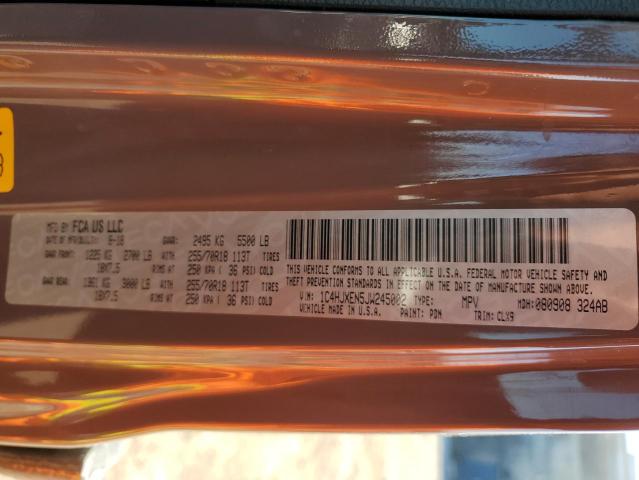 MFD BY FCA US LLC
DATE OF MFR/BUILT: 8-18 GVWR: 2495 KG 5500 LB
GAWR FRONT: 1225 KG 2700 LB WITH 255/70R18 113T TIRES
18X7.5 RIMS AT 250 KPA ( 36 PSI) COLD
GAWR REAR: 1361 KG 3000 LB WITH 255/70R18 113T TIRES
18X7.5 RIMS AT 250 KPA ( 36 PSI) COLD
THIS VEHICLE CONFORMS TO ALL APPLICABLE U.S.A. FEDERAL MOTOR VEHICLE SAFETY
AND THEFT PREVENTION STANDARDS IN EFFECT ON THE DATE OF MANUFACTURE SHOWN ABOVE.
VIN: 1C4HJXEN5JW245002 TYPE: MPV MDH: 080908 324AB
VEHICLE MADE IN U.S.A. PAINT: PDN TRIM: CLX9